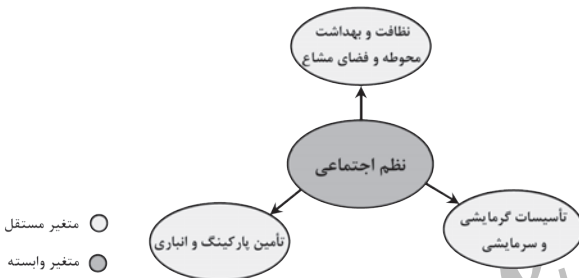 نظافت و بهداشت
محوطه و فضای مشاع
نظم اجتماعی
تأسیسات گرمایشی
و سرمایشی
تأمین پارکینگ و انباری
متغیر مستقل
متغیر وابسته